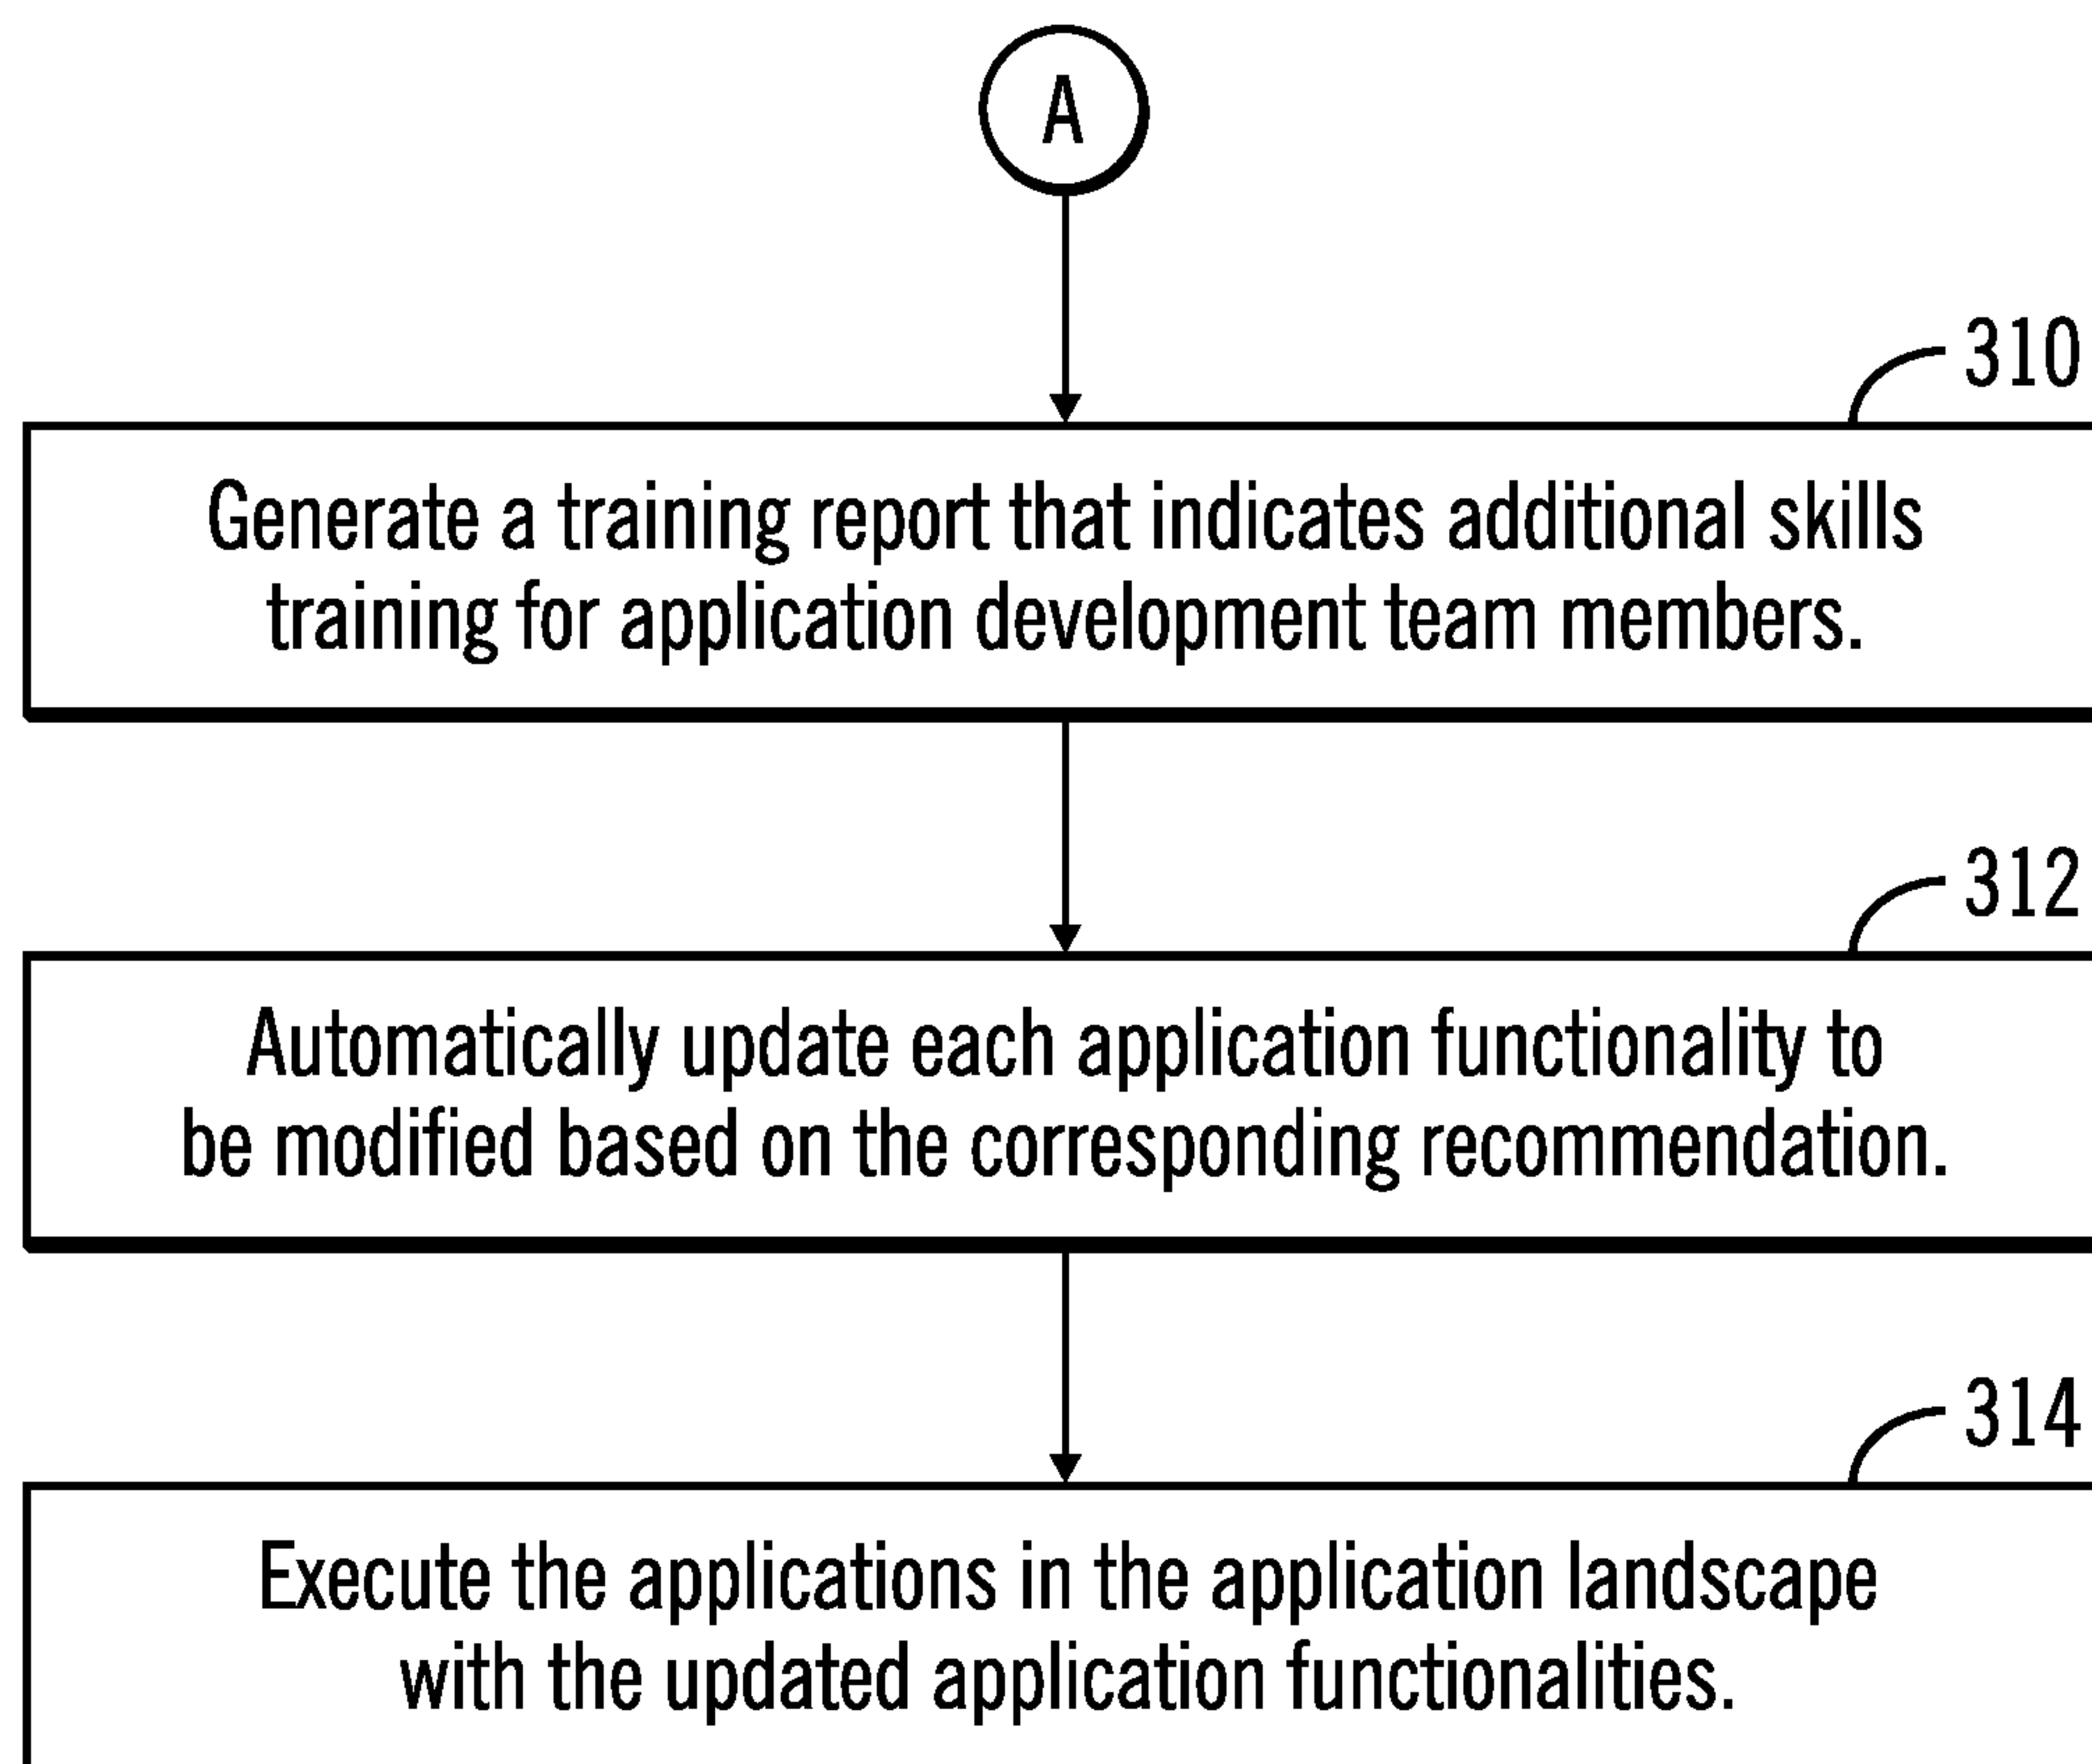 A
310
Generate a training report that indicates additional skills
training for application development team members.
312
Automatically update each application functionality to
be modified based on the corresponding recommendation.
314
Execute the applications in the application landscape
with the updated application functionalities.